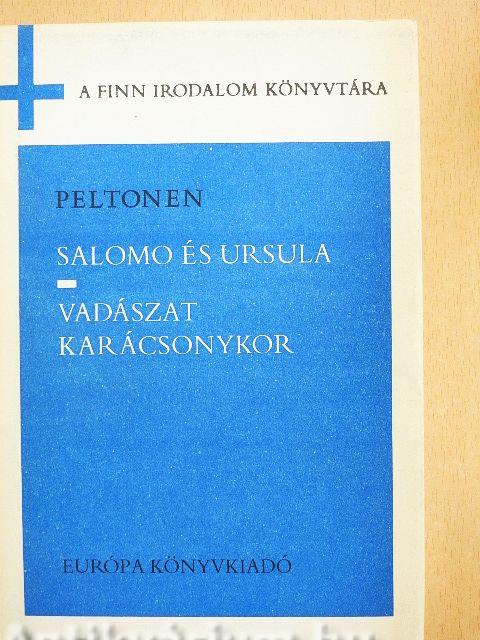 A FINN IRODALOM KÖNYVTÁRA
PELTONEN
SALOMO ÉS URSULA
VADÁSZAT
KARÁCSONYKOR
EURÓPA KÖNYVKIADÓ